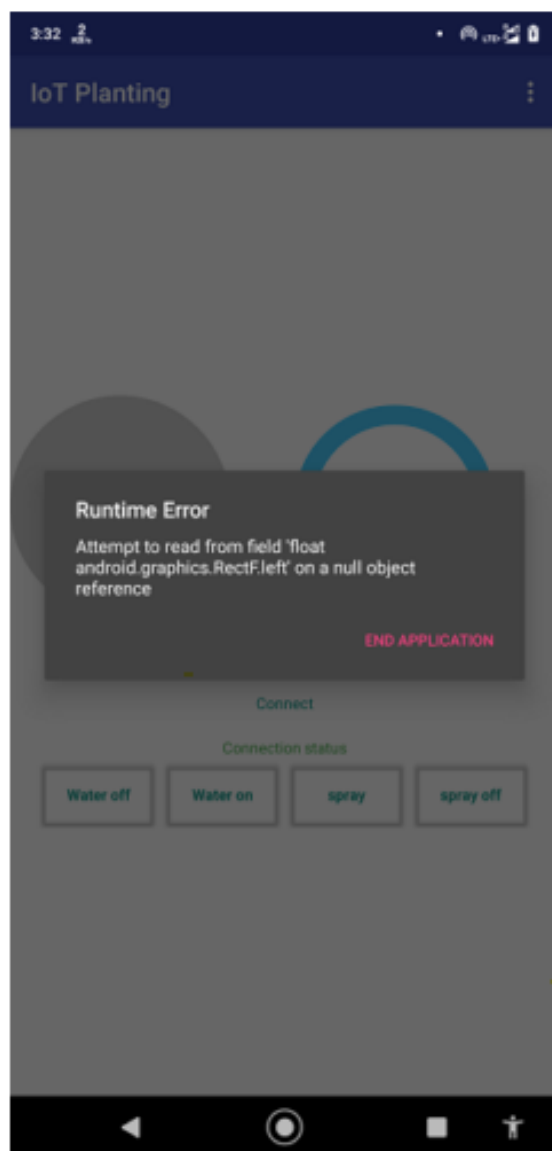 3:32 2
IoT Planting
Runtime Error
Attempt to read from field 'float
android.graphics.RectF.left' on a null object
reference
END APPLICATION
Connect
Connection status
Water off Water on spray spray off